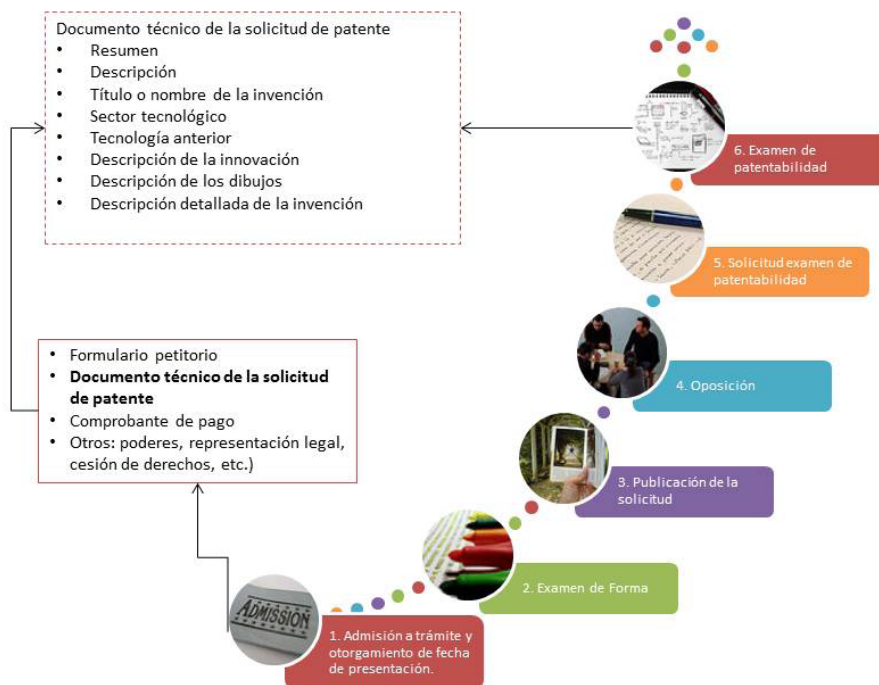 Documento técnico de la solicitud de patente
• Resumen
• Descripción
• Título o nombre de la invención
• Sector tecnológico
• Tecnología anterior
• Descripción de la innovación
• Descripción de los dibujos
• Descripción detallada de la invención
6. Examen de
patentabilidad
5. Solicitud examen de
patentabilidad
4. Oposición
• Formulario petitorio
• Documento técnico de la solicitud
de patente
• Comprobante de pago
• Otros: poderes, representación legal,
cesión de derechos, etc.)
3. Publicación de la
solicitud
2. Examen de Forma
ADMISSION
1. Admisión a trámite y
otorgamiento de fecha
de presentación.